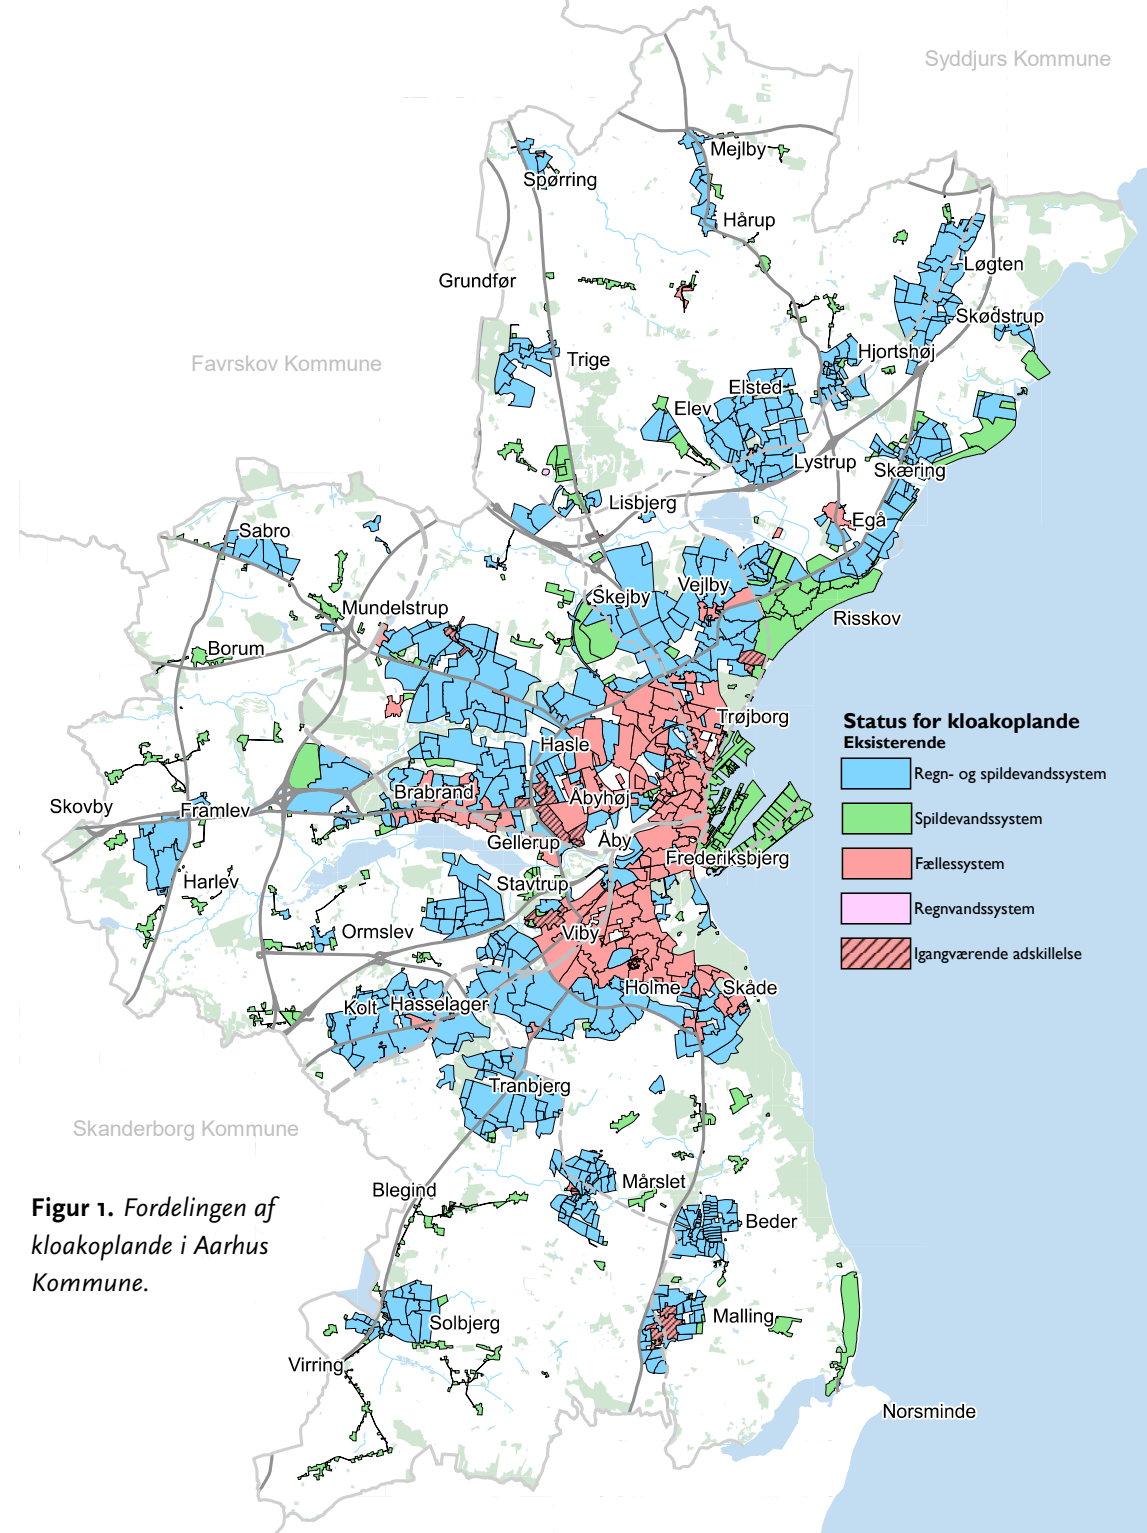 Syddjurs Kommune
Mejlby
Spørring
Hårup
Løgten
Grundfør
Skødstrup
Hjortshøj
Favrskov Kommune
Trige
Elsted
Elev
Lystrup
Skæring
Lisbjerg
Egå
Sabro
Vejlby
Skejby
Mundelstrup
Risskov
Borum
Trøjborg
Hasle
Brabrand
Åbyhøj
Skovby
Framlev
Gellerup
Åby
Frederiksbjerg
Harlev
Stavtrup
Ormslev
Viby
Holme
Skåde
Kolt
Hasselager
Tranbjerg
Skanderborg Kommune
Mårslet
Blegind
Beder
Malling
Solbjerg
Virring
Norsminde
Status for kloakoplande
Eksisterende
Regn- og spildevandssystem
Spildevandssystem
Fællessystem
Regnvandssystem
Igangværende adskillelse
Figur 1. Fordelingen af
kloakoplande i Aarhus
Kommune.